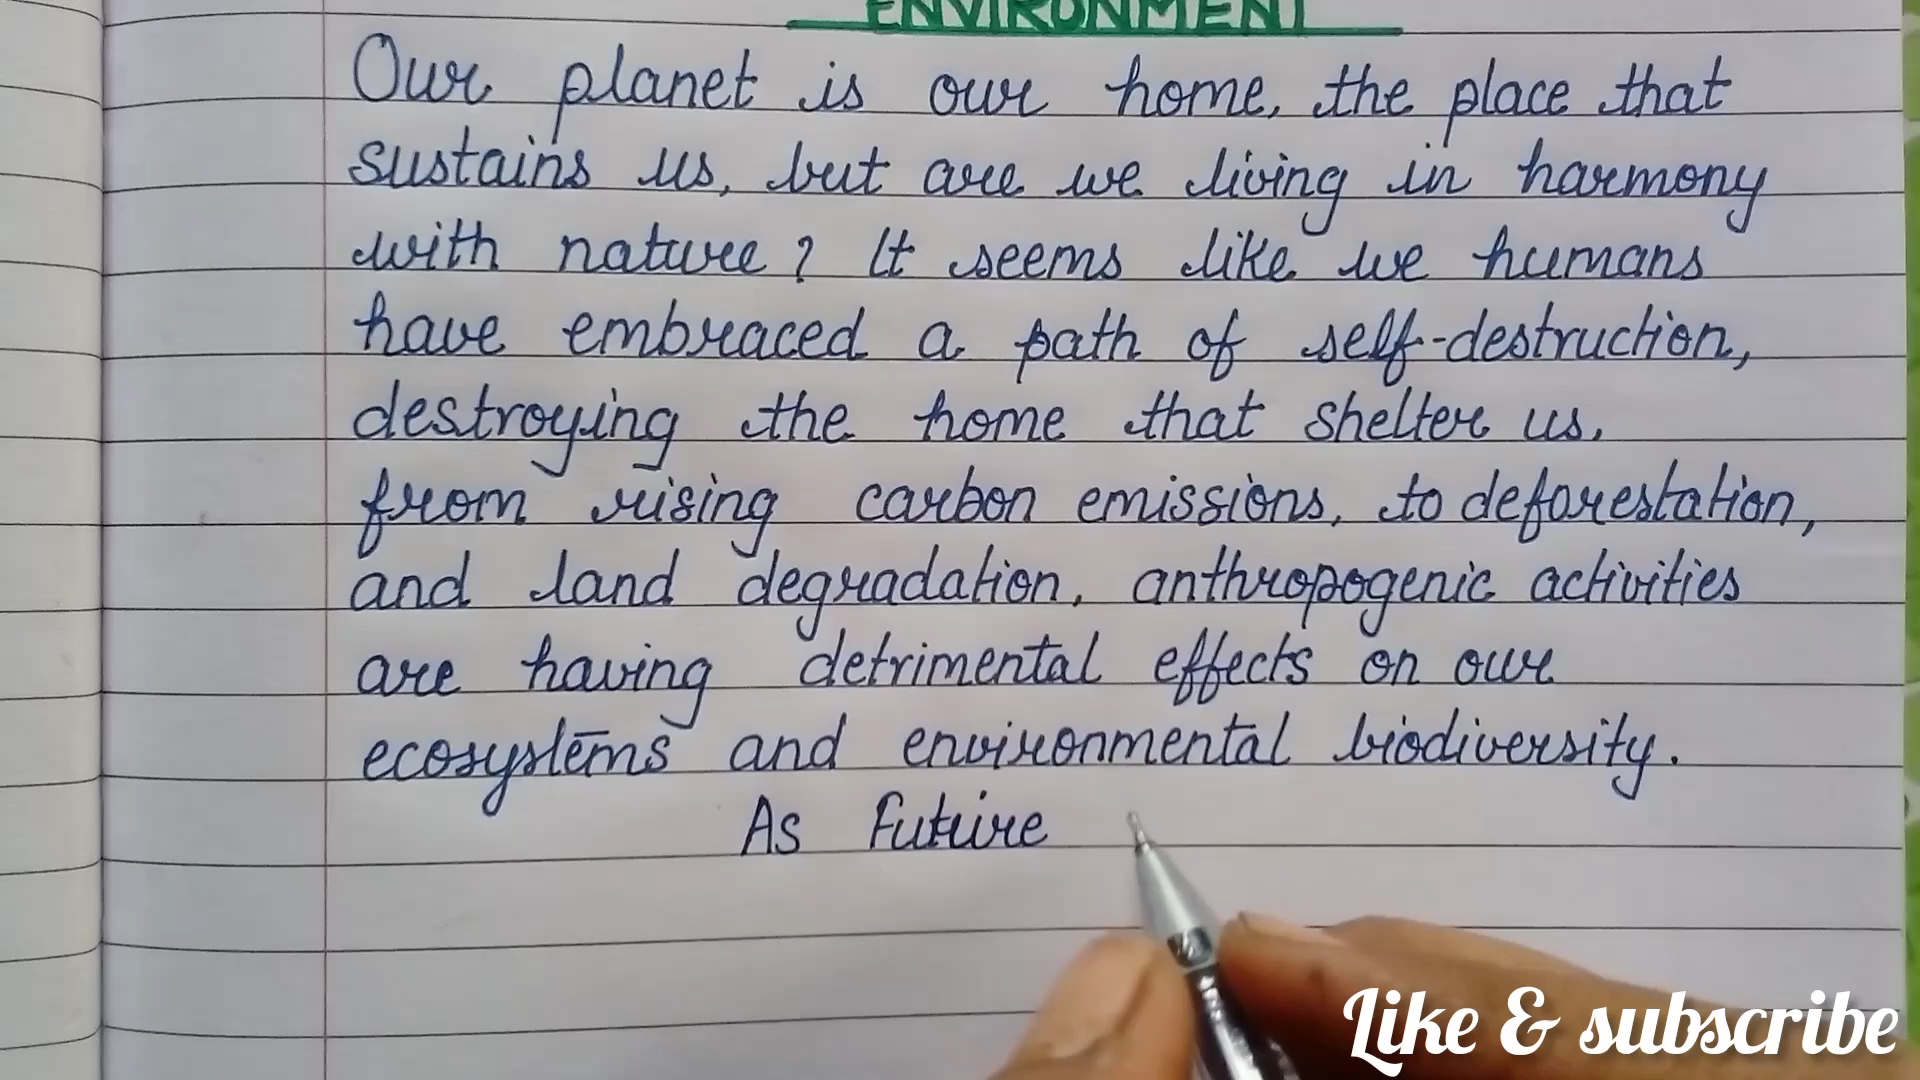 ENVIRONMENT
Our planet is our home, the place that
sustains us, but are we living in harmony
with nature? It seems like we humans
have embraced a path of self-destruction,
destroying the home that shelter us.
from rising carbon emissions, to deforestation,
and land degradation, anthropogenic activities
are having detrimental effects on our
ecosystems and environmental biodiversity.
As Future
Like & subscribe